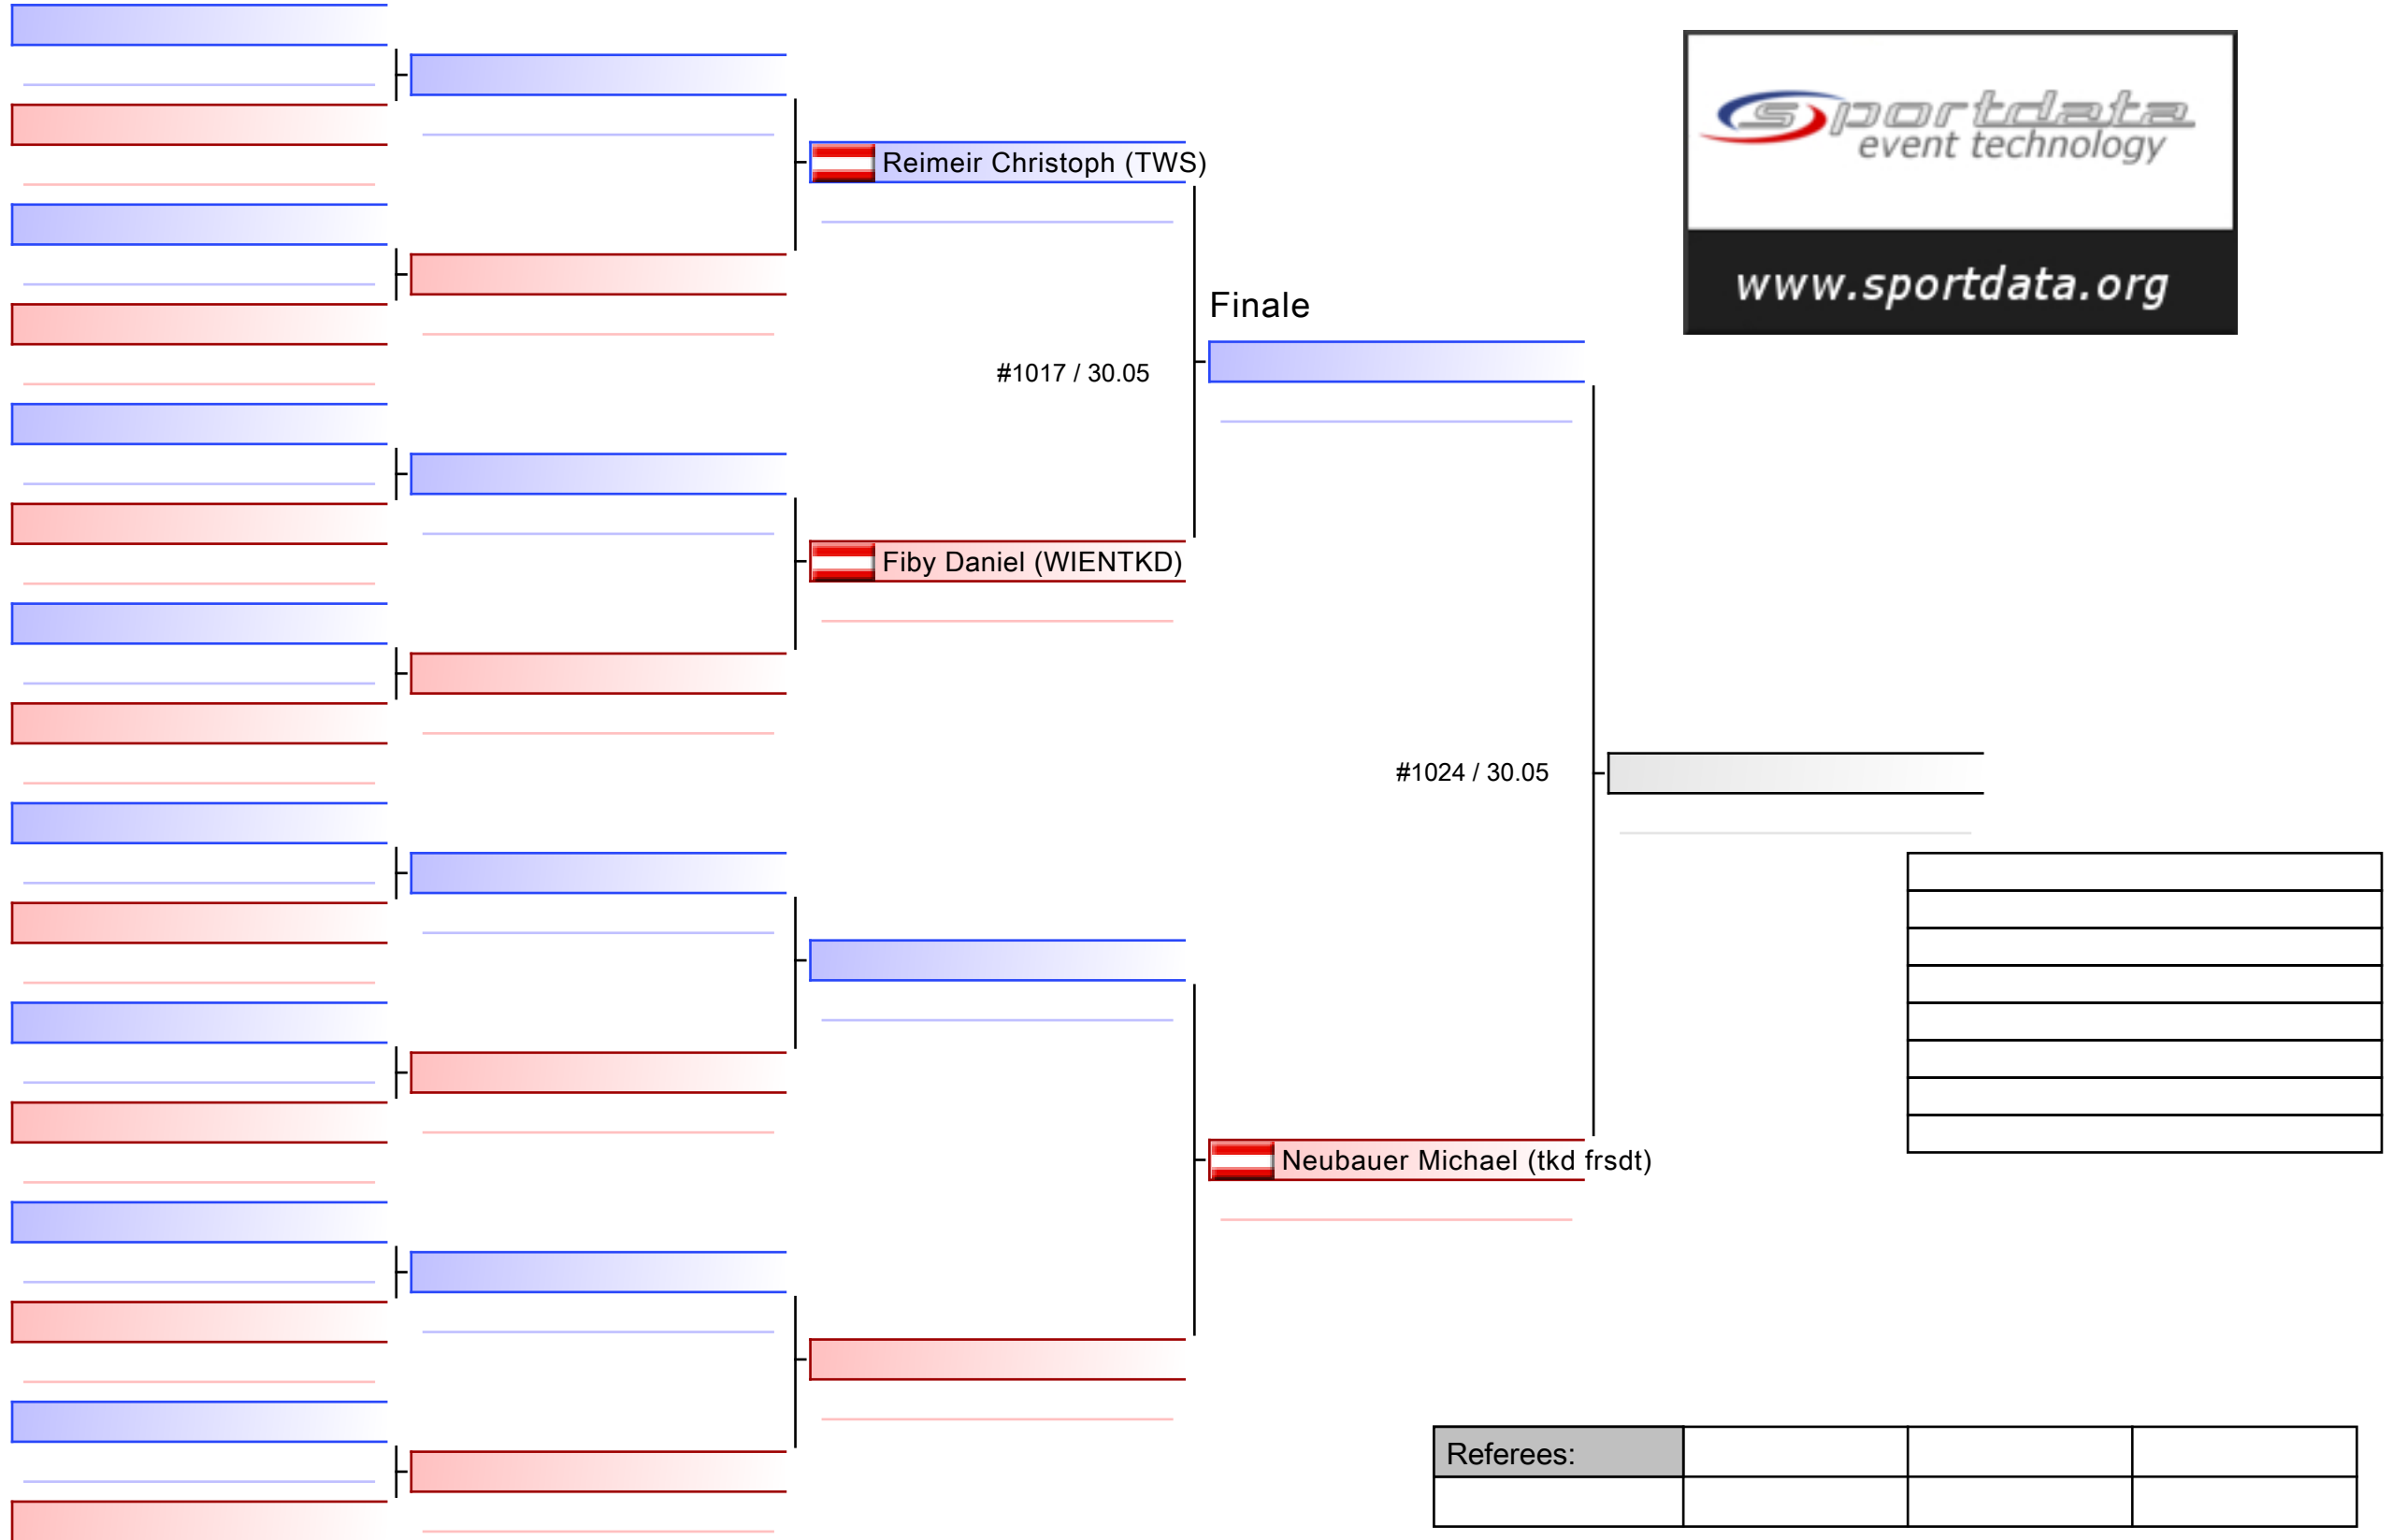 sportdata
event technology
www.sportdata.org
Reimeir Christoph (TWS)
Finale
#1017 / 30.05
Fiby Daniel (WIENTKD)
#1024 / 30.05
Neubauer Michael (tkd frsdt)
Referees: